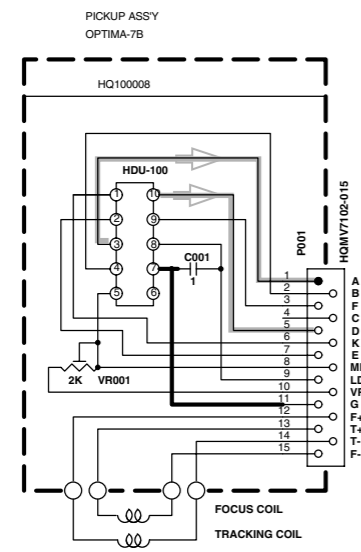 PICKUP ASS'Y
OPTIMA-7B
HQ100008
HDU-100
P001
HQMV7102-015
1 10
2 9
3 8
4 7
5 6
C001
1
2K VR001
1 A
2 B
3 F
4 C
5 D
6 K
7 E
8
9 LD
10
11 G
12 F+
13 T+
14 T-
15 F-
FOCUS COIL
TRACKING COIL